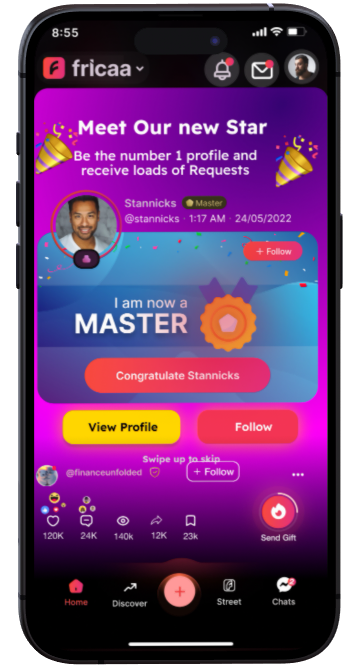 8:55
fricaa
Meet Our new Star
Be the number 1 profile and
receive loads of Requests
Stannicks Master
@stannicks · 1:17 AM · 24/05/2022
+ Follow
I am now a
MASTER
Congratulate Stannicks
View Profile
Follow
Swipe up to skip
@financeunfolded
+ Follow
120K
24K
140k
12K
23k
Send Gift
Home
Discover
+
Street
Chats